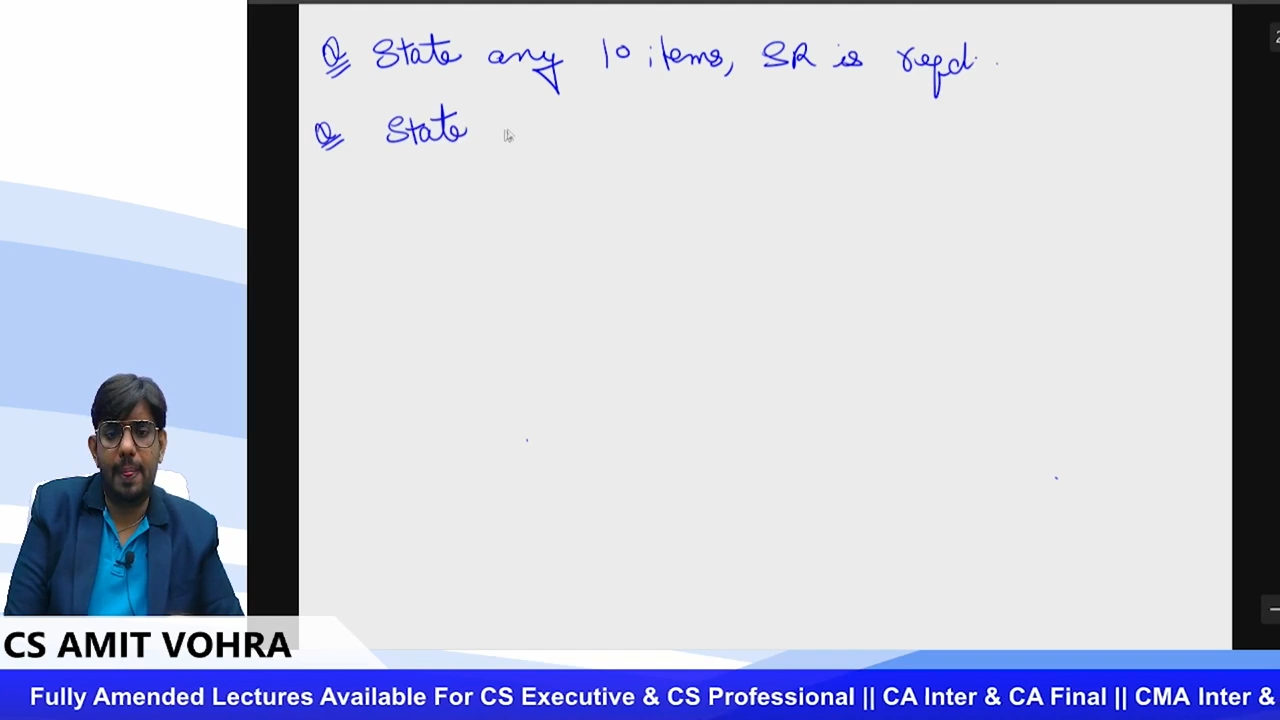 Q State any 10 items, SR is reqd.
Q State
CS AMIT VOHRA
Fully Amended Lectures Available For CS Executive & CS Professional || CA Inter & CA Final || CMA Inter &
2